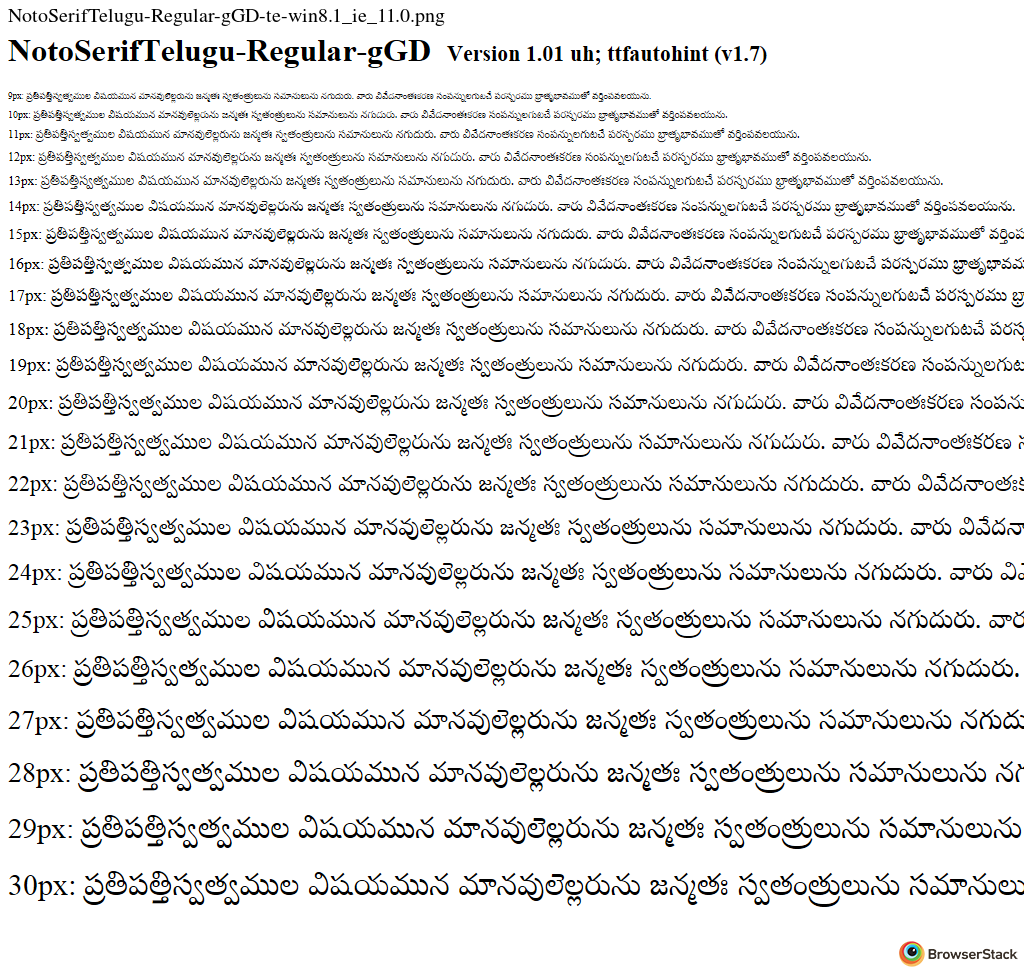 NotoSerifTelugu-Regular-gGD-te-win8.1_ie_11.0.png
NotoSerifTelugu-Regular-gGD Version 1.01 uh; ttfautohint (v1.7)
9px: ప్రతిపత్తిస్వత్వముల విషయమున మానవులెల్లరును జన్మతః స్వతంత్రులును సమానులును నగుదురు. వారు వివేదనాంతఃకరణ సంపన్నులగుటచే పరస్పరము భ్రాతృభావముతో వర్తింపవలయును.
10px: ప్రతిపత్తిస్వత్వముల విషయమున మానవులెల్లరును జన్మతః స్వతంత్రులును సమానులును నగుదురు. వారు వివేదనాంతఃకరణ సంపన్నులగుటచే పరస్పరము భ్రాతృభావముతో వర్తింపవలయును.
11px: ప్రతిపత్తిస్వత్వముల విషయమున మానవులెల్లరును జన్మతః స్వతంత్రులును సమానులును నగుదురు. వారు వివేదనాంతఃకరణ సంపన్నులగుటచే పరస్పరము భ్రాతృభావముతో వర్తింపవలయును.
12px: ప్రతిపత్తిస్వత్వముల విషయమున మానవులెల్లరును జన్మతః స్వతంత్రులును సమానులును నగుదురు. వారు వివేదనాంతఃకరణ సంపన్నులగుటచే పరస్పరము భ్రాతృభావముతో వర్తింపవలయును.
13px: ప్రతిపత్తిస్వత్వముల విషయమున మానవులెల్లరును జన్మతః స్వతంత్రులును సమానులును నగుదురు. వారు వివేదనాంతఃకరణ సంపన్నులగుటచే పరస్పరము భ్రాతృభావముతో వర్తింపవలయును.
14px: ప్రతిపత్తిస్వత్వముల విషయమున మానవులెల్లరును జన్మతః స్వతంత్రులును సమానులును నగుదురు. వారు వివేదనాంతఃకరణ సంపన్నులగుటచే పరస్పరము భ్రాతృభావముతో వర్తింపవలయును.
15px: ప్రతిపత్తిస్వత్వముల విషయమున మానవులెల్లరును జన్మతః స్వతంత్రులును సమానులును నగుదురు. వారు వివేదనాంతఃకరణ సంపన్నులగుటచే పరస్పరము భ్రాతృభావముతో వర్తింప
16px: ప్రతిపత్తిస్వత్వముల విషయమున మానవులెల్లరును జన్మతః స్వతంత్రులును సమానులును నగుదురు. వారు వివేదనాంతఃకరణ సంపన్నులగుటచే పరస్పరము భ్రాతృభావమ
17px: ప్రతిపత్తిస్వత్వముల విషయమున మానవులెల్లరును జన్మతః స్వతంత్రులును సమానులును నగుదురు. వారు వివేదనాంతఃకరణ సంపన్నులగుటచే పరస్పరము భ్రా
18px: ప్రతిపత్తిస్వత్వముల విషయమున మానవులెల్లరును జన్మతః స్వతంత్రులును సమానులును నగుదురు. వారు వివేదనాంతఃకరణ సంపన్నులగుటచే పరస
19px: ప్రతిపత్తిస్వత్వముల విషయమున మానవులెల్లరును జన్మతః స్వతంత్రులును సమానులును నగుదురు. వారు వివేదనాంతఃకరణ సంపన్నులగుట
20px: ప్రతిపత్తిస్వత్వముల విషయమున మానవులెల్లరును జన్మతః స్వతంత్రులును సమానులును నగుదురు. వారు వివేదనాంతఃకరణ సంపను
21px: ప్రతిపత్తిస్వత్వముల విషయమున మానవులెల్లరును జన్మతః స్వతంత్రులును సమానులును నగుదురు. వారు వివేదనాంతఃకరణ
22px: ప్రతిపత్తిస్వత్వముల విషయమున మానవులెల్లరును జన్మతః స్వతంత్రులును సమానులును నగుదురు. వారు వివేదనాంతః
23px: ప్రతిపత్తిస్వత్వముల విషయమున మానవులెల్లరును జన్మతః స్వతంత్రులును సమానులును నగుదురు. వారు వివేదనా
24px: ప్రతిపత్తిస్వత్వముల విషయమున మానవులెల్లరును జన్మతః స్వతంత్రులును సమానులును నగుదురు. వారు వివే
25px: ప్రతిపత్తిస్వత్వముల విషయమున మానవులెల్లరును జన్మతః స్వతంత్రులును సమానులును నగుదురు. వార
26px: ప్రతిపత్తిస్వత్వముల విషయమున మానవులెల్లరును జన్మతః స్వతంత్రులును సమానులును నగుదురు.
27px: ప్రతిపత్తిస్వత్వముల విషయమున మానవులెల్లరును జన్మతః స్వతంత్రులును సమానులును నగుదు
28px: ప్రతిపత్తిస్వత్వముల విషయమున మానవులెల్లరును జన్మతః స్వతంత్రులును సమానులును నగ
29px: ప్రతిపత్తిస్వత్వముల విషయమున మానవులెల్లరును జన్మతః స్వతంత్రులును సమానులును
30px: ప్రతిపత్తిస్వత్వముల విషయమున మానవులెల్లరును జన్మతః స్వతంత్రులును సమానులు
BrowserStack